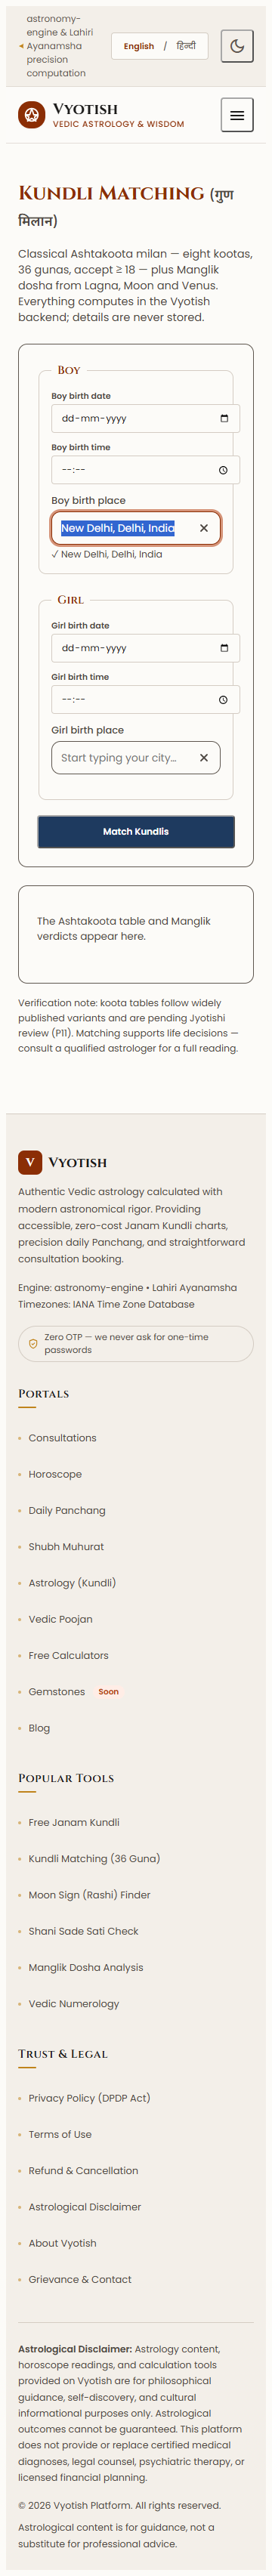 astronomy-
engine & Lahiri
Ayanamsha
precision
computation
English / हिन्दी
Vyotish
VEDIC ASTROLOGY & WISDOM
Kundli Matching (गुण
मिलान)
Classical Ashtakoota milan — eight kootas,
36 gunas, accept ≥ 18 — plus Manglik
dosha from Lagna, Moon and Venus.
Everything computes in the Vyotish
backend; details are never stored.
Boy
Boy birth date
dd-mm-yyyy
Boy birth time
--:--
Boy birth place
New Delhi, Delhi, India
✓ New Delhi, Delhi, India
Girl
Girl birth date
dd-mm-yyyy
Girl birth time
--:--
Girl birth place
Start typing your city...
Match Kundlis
The Ashtakoota table and Manglik
verdicts appear here.
Verification note: koota tables follow widely
published variants and are pending Jyotishi
review (P11). Matching supports life decisions —
consult a qualified astrologer for a full reading.
V Vyotish
Authentic Vedic astrology calculated with
modern astronomical rigor. Providing
accessible, zero-cost Janam Kundli charts,
precision daily Panchang, and straightforward
consultation booking.
Engine: astronomy-engine • Lahiri Ayanamsha
Timezones: IANA Time Zone Database
Zero OTP — we never ask for one-time
passwords
Portals
Consultations
Horoscope
Daily Panchang
Shubh Muhurat
Astrology (Kundli)
Vedic Poojan
Free Calculators
Gemstones Soon
Blog
Popular Tools
Free Janam Kundli
Kundli Matching (36 Guna)
Moon Sign (Rashi) Finder
Shani Sade Sati Check
Manglik Dosha Analysis
Vedic Numerology
Trust & Legal
Privacy Policy (DPDP Act)
Terms of Use
Refund & Cancellation
Astrological Disclaimer
About Vyotish
Grievance & Contact
Astrological Disclaimer: Astrology content,
horoscope readings, and calculation tools
provided on Vyotish are for philosophical
guidance, self-discovery, and cultural
informational purposes only. Astrological
outcomes cannot be guaranteed. This platform
does not provide or replace certified medical
diagnoses, legal counsel, psychiatric therapy, or
licensed financial planning.
© 2026 Vyotish Platform. All rights reserved.
Astrological content is for guidance, not a
substitute for professional advice.